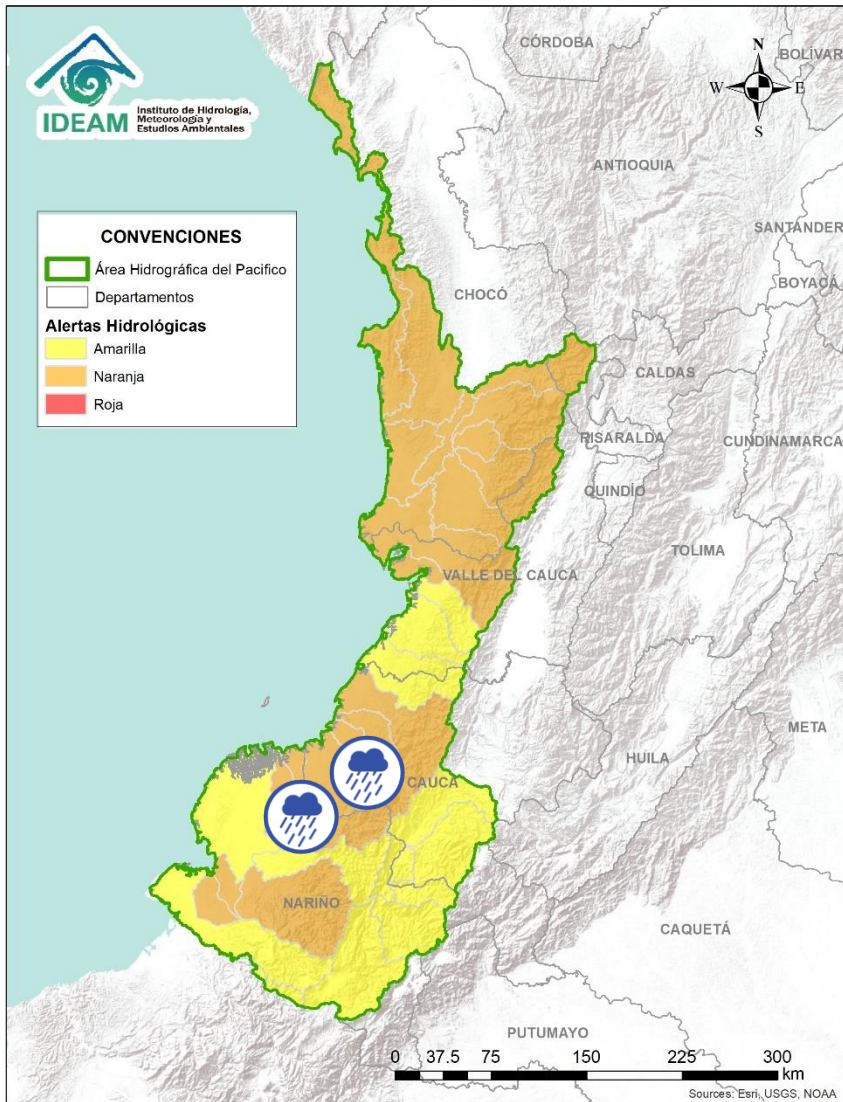 IDEAM
Instituto de Hidrología,
Meteorología y
Estudios Ambientales
CÓRDOBA
BOLÍVAR
N
W
E
S
ANTIOQUIA
SANTANDER
BOYACÁ
CONVENCIONES
Área Hidrográfica del Pacifico
Departamentos
Alertas Hidrológicas
Amarilla
Naranja
Roja
CHOCÓ
CALDAS
RISARALDA
CUNDINAMARCA
QUINDÍO
TOLIMA
VALLE DEL CAUCA
META
HUILA
CAUCA
NARIÑO
CAQUETÁ
PUTUMAYO
0 37.5 75 150 225 300
km
Sources: Esri, USGS, NOAA